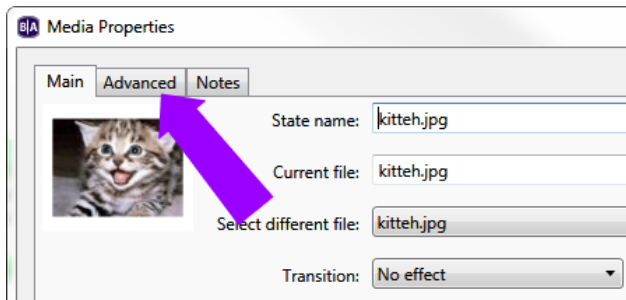 B|A Media Properties
Main Advanced Notes
State name: kitteh.jpg
Current file: kitteh.jpg
Select different file: kitteh.jpg
Transition: No effect